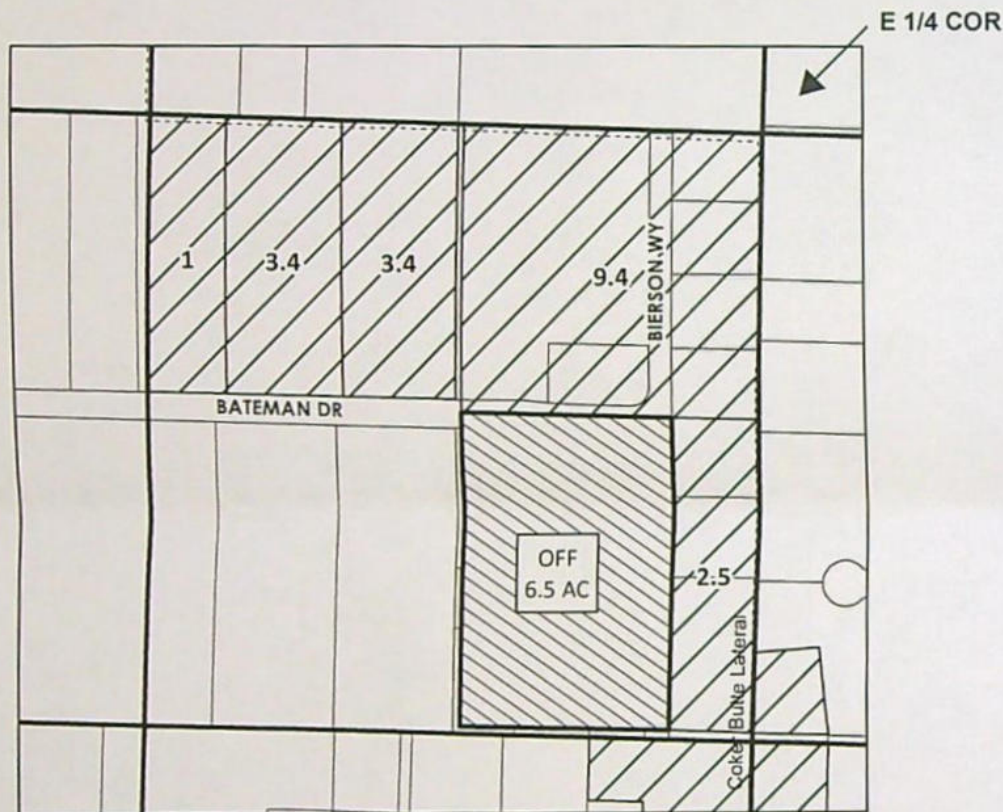 E 1/4 COR
1
3.4
3.4
9.4
BIERSON WY
BATEMAN DR
OFF
6.5 AC
2.5
Coker Butte Lateral